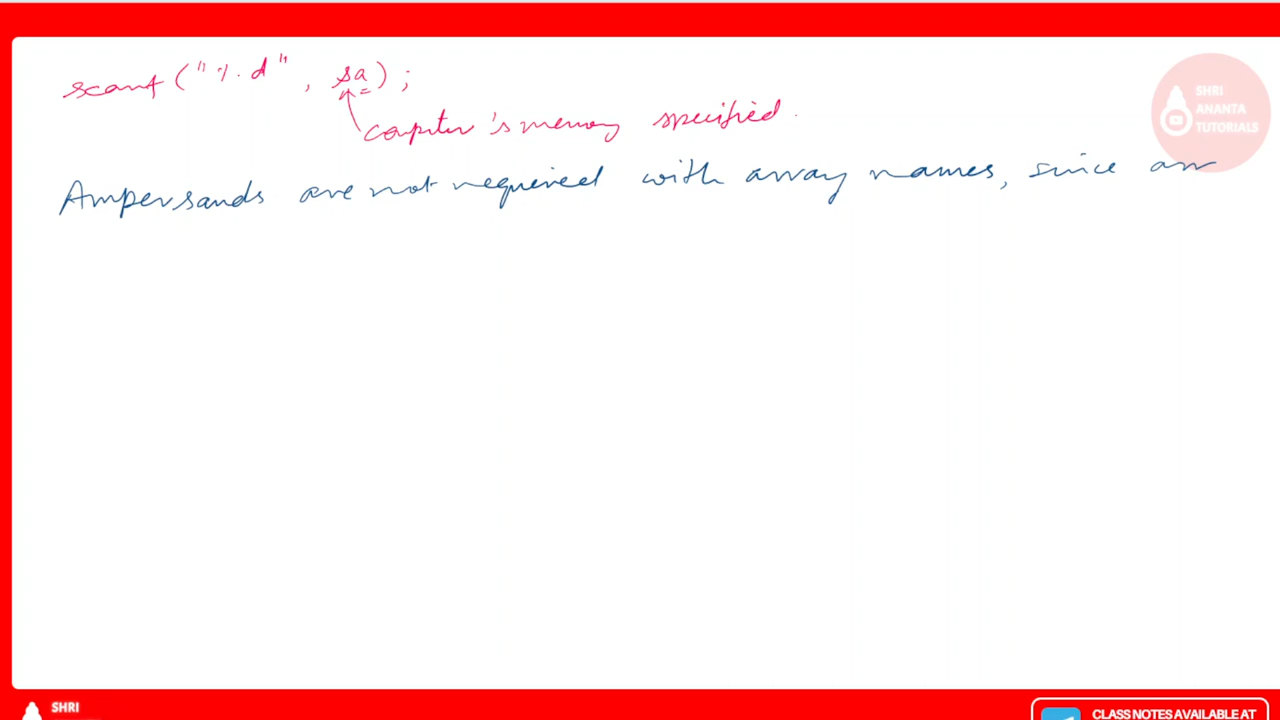 scanf ("%d", &a);
computer's memory specified.
Ampersands are not required with array names, since arr
SHRI
ANANTA
TUTORIALS
SHRI
CLASS NOTES AVAILABLE AT